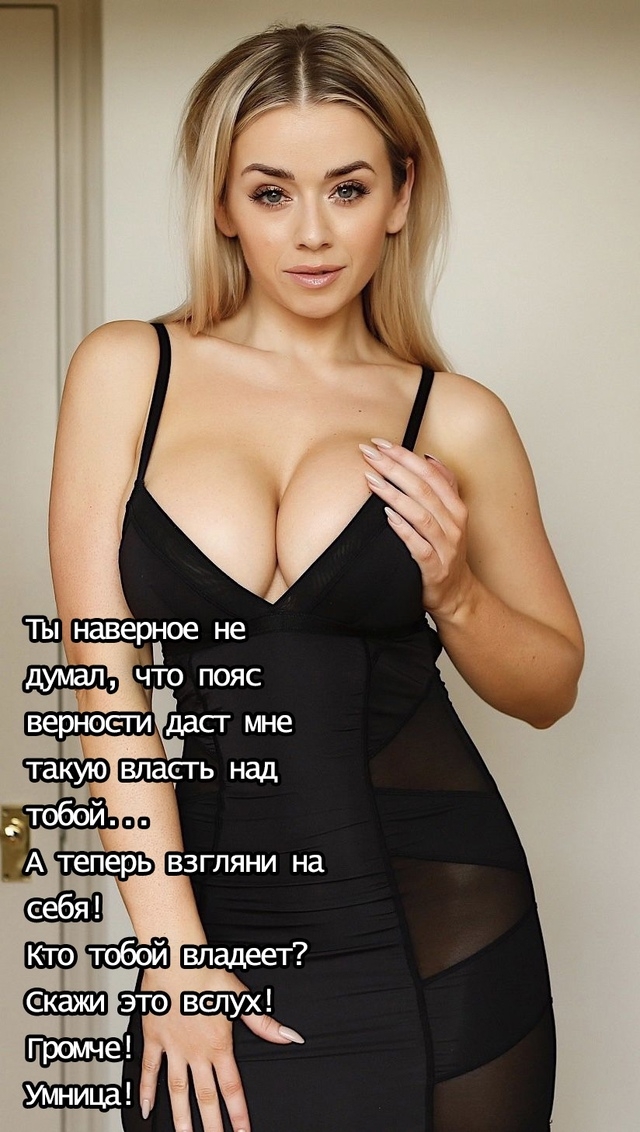 Ты наверное не
думал, что пояс
верности даст мне
такую власть над
тобой...
А теперь взгляни на
себя!
Кто тобой владеет?
Скажи это вслух!
Громче!
Умница!